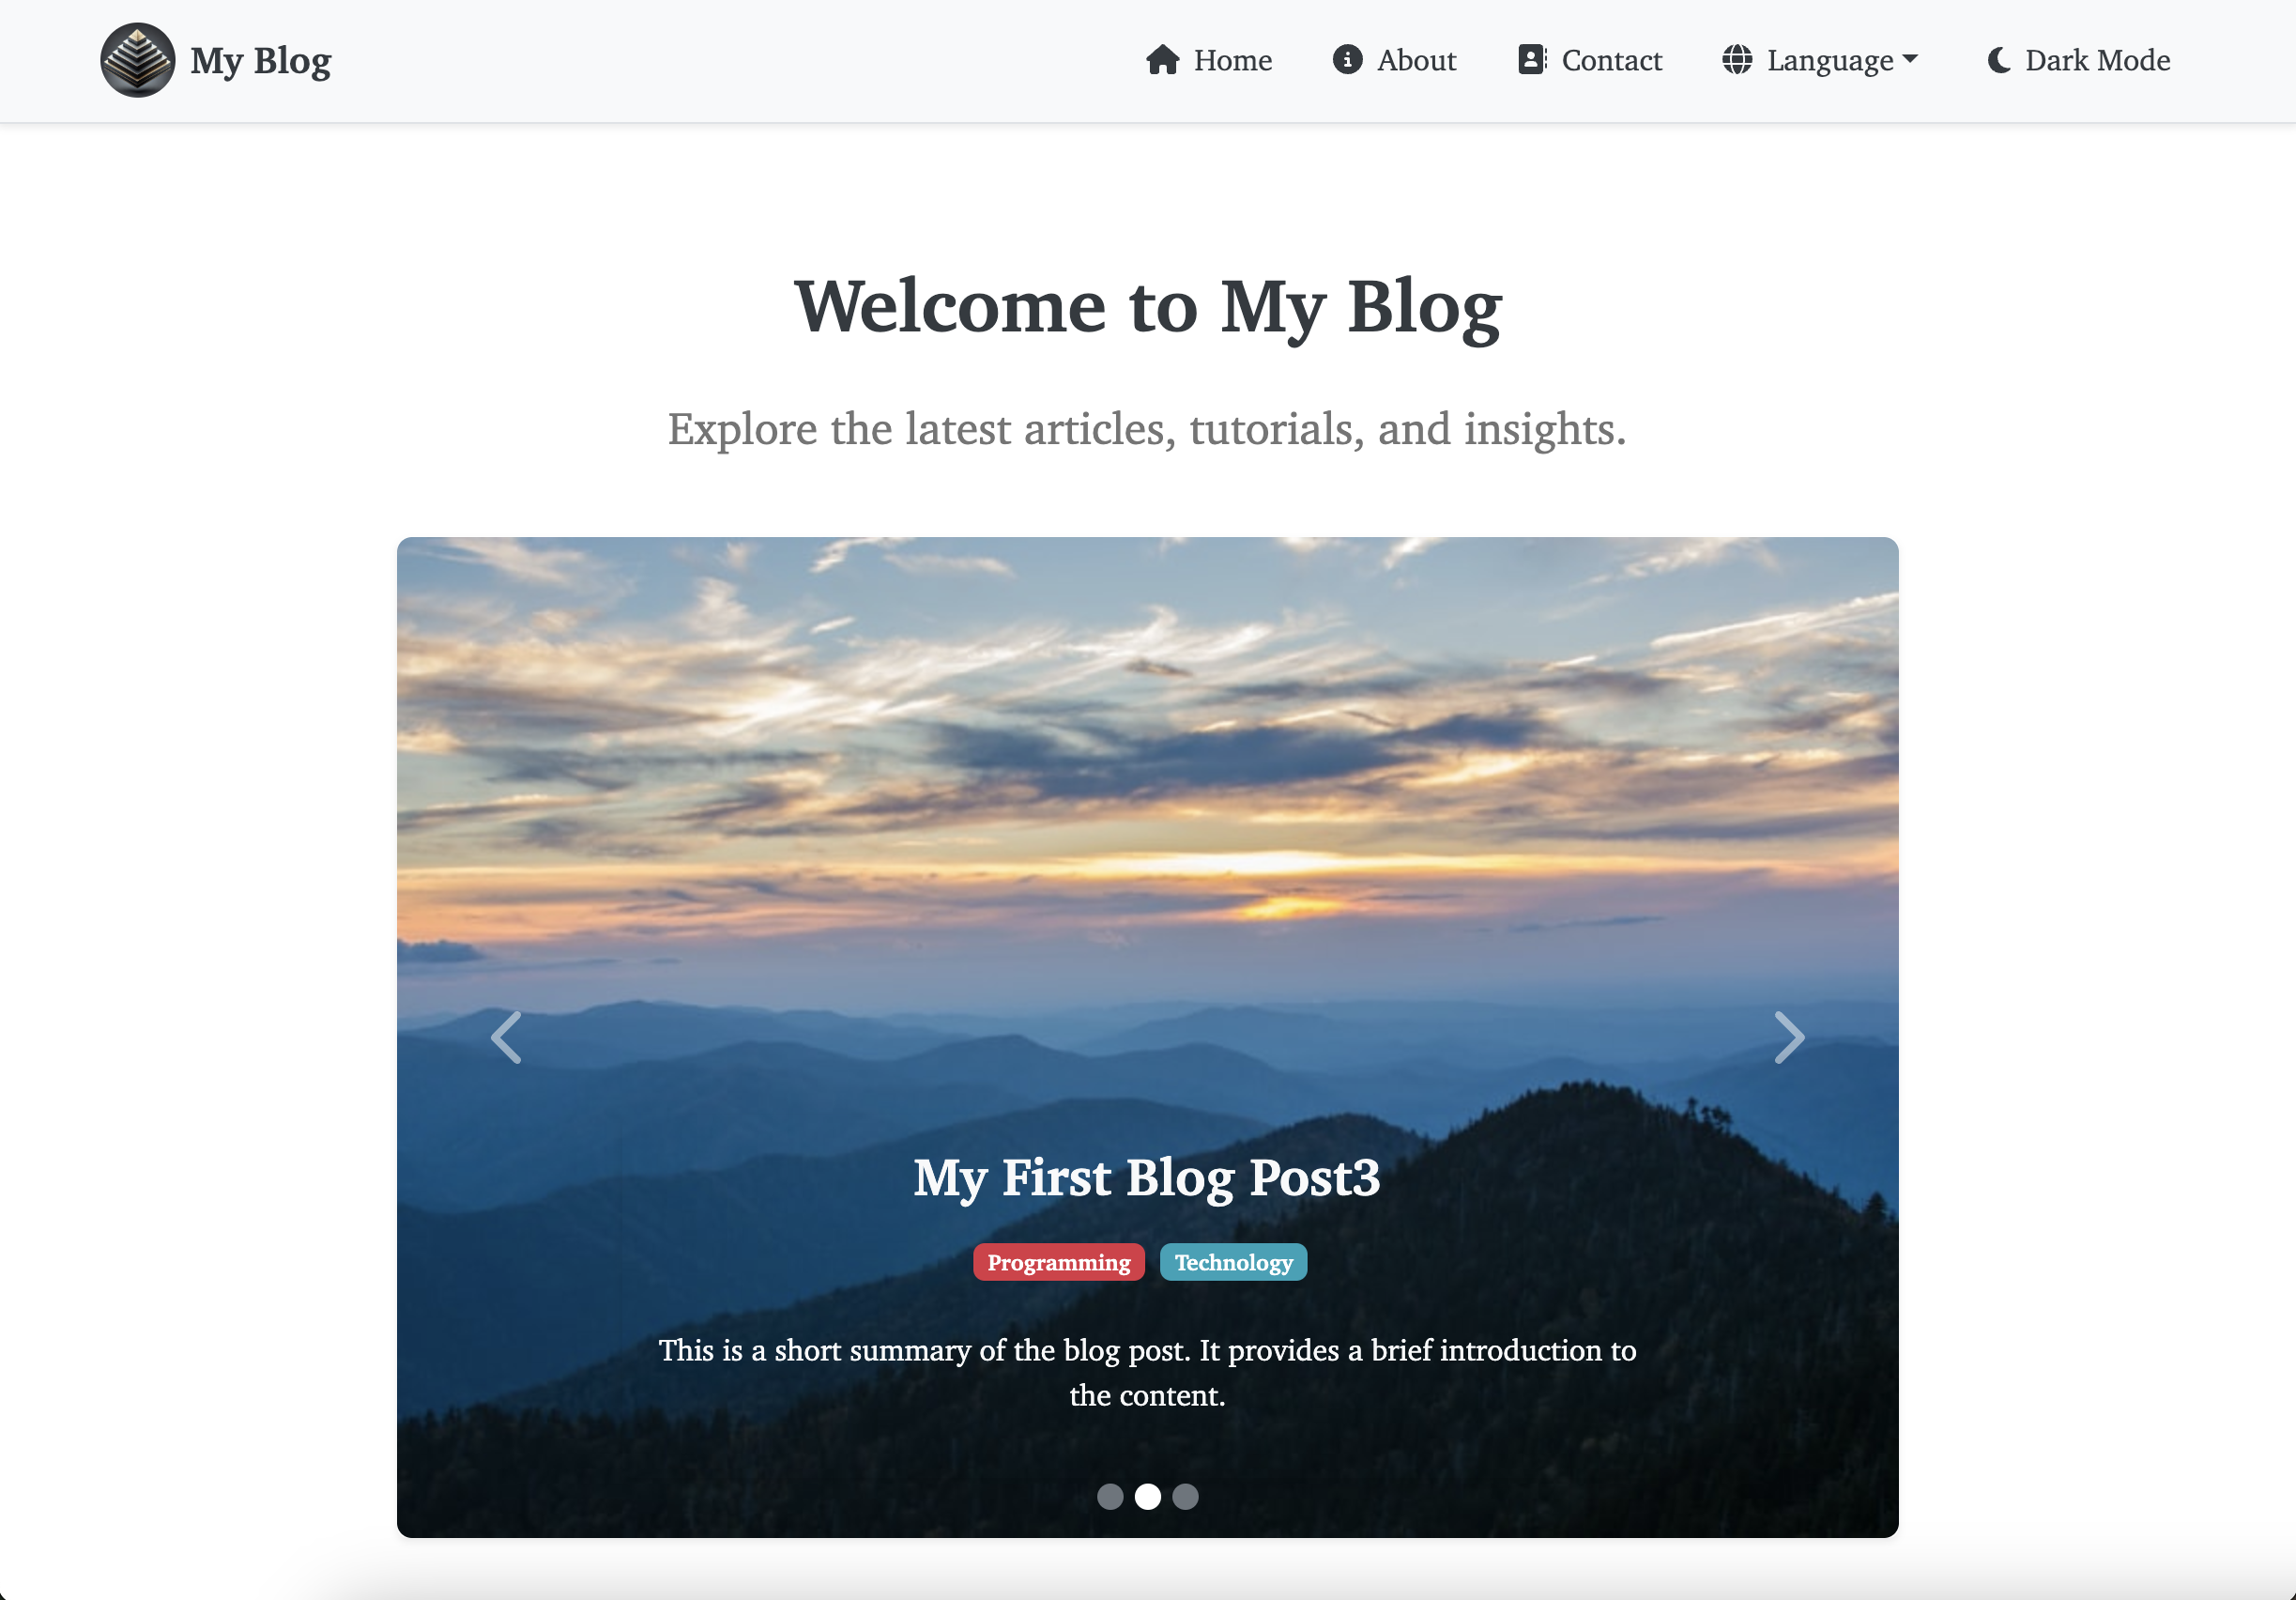 My Blog
Home
About
Contact
Language
Dark Mode
Welcome to My Blog
Explore the latest articles, tutorials, and insights.
My First Blog Post3
Programming
Technology
This is a short summary of the blog post. It provides a brief introduction to
the content.